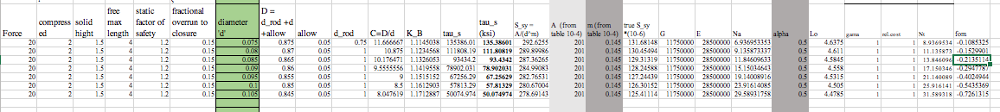 free static fractional D = tau_s
compress solid max factor of overrun to diameter d_rod +d tau_s S_sy = A (from m (from true S_sy
Force ed hight length safety closure 'd' +allow allow d_rod C=D/d K_B tau_s (ksi) A/(d^m) table 10-4) table 10-4) *(10-6) G E Na alpha Lo gama rel.cost Nt fom
20 2 1.5 4 1.2 0.15 0.075 0.875 0.05 0.75 11.666667 1.1145038 135386.01 135.38601 292.6255 201 0.145 131.68148 11750000 28500000 6.936953353 0.5 4.6375 1 1 8.9369534 -0.1085325
20 2 1.5 4 1.2 0.15 0.08 0.87 0.05 1 10.875 1.1234568 111808.19 111.80819 289.89986 201 0.145 130.45494 11750000 28500000 9.135873337 0.5 4.611 1 1 11.135873 -0.1529901
20 2 1.5 4 1.2 0.15 0.085 0.865 0.05 1 10.176471 1.1326053 93434.2 93.4342 287.36265 201 0.145 129.31319 11750000 28500000 11.84609633 0.5 4.5845 1 1 13.846096 -0.2135114
20 2 1.5 4 1.2 0.15 0.09 0.86 0.05 1 9.5555556 1.1419558 78902.031 78.902031 284.99083 201 0.145 128.24588 11750000 28500000 15.15034643 0.5 4.558 1 1 17.150346 -0.2947787
20 2 1.5 4 1.2 0.15 0.095 0.855 0.05 1 9 1.1515152 67256.29 67.25629 282.76531 201 0.145 127.24439 11750000 28500000 19.14008916 0.5 4.5315 1 1 21.140089 -0.4024944
20 2 1.5 4 1.2 0.15 0.1 0.85 0.05 1 8.5 1.1612903 57813.29 57.81329 280.67004 201 0.145 126.30152 11750000 28500000 23.91614085 0.5 4.505 1 1 25.916141 -0.5435369
20 2 1.5 4 1.2 0.15 0.105 0.845 0.05 1 8.047619 1.1712887 50074.974 50.074974 278.69143 201 0.145 125.41114 11750000 28500000 29.58931758 0.5 4.4785 1 1 31.589318 -0.7261315